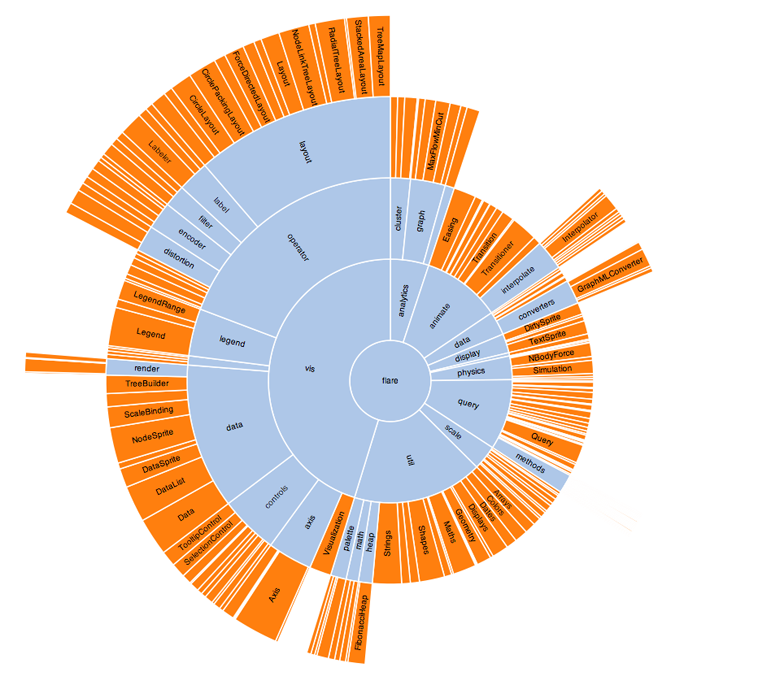 flare
analytics
animate
data
display
physics
query
scale
util
vis
cluster
graph
Easing
Transition
Transitioner
interpolate
converters
DirtySprite
TextSprite
NBodyForce
Simulation
Query
methods
Arrays
Colors
Dates
Displays
Geometry
Maths
Shapes
Strings
heap
math
palette
Visualization
axis
controls
data
legend
operator
MaxFlowMinCut
Interpolator
GraphMLConverter
FibonacciHeap
Axis
SelectionControl
TooltipControl
Data
DataList
DataSprite
NodeSprite
ScaleBinding
TreeBuilder
render
Legend
LegendRange
distortion
encoder
filter
label
layout
Labeler
CircleLayout
CirclePackingLayout
ForceDirectedLayout
Layout
NodeLinkTreeLayout
RadialTreeLayout
StackedAreaLayout
TreeMapLayout